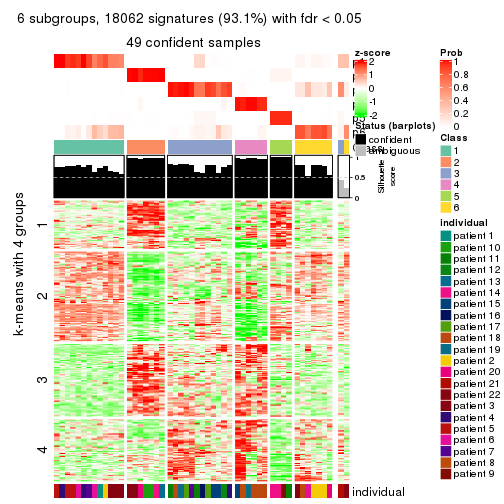 6 subgroups, 18062 signatures (93.1%) with fdr < 0.05
49 confident samples
z-score
2
1
0
-1
-2
Status (barplots)
confident
ambiguous
1
0.5
0
Silhouette
score
Prob
1
0.8
0.6
0.4
0.2
0
Class
1
2
3
4
5
6
individual
patient 1
patient 10
patient 11
patient 12
patient 13
patient 14
patient 15
patient 16
patient 17
patient 18
patient 19
patient 2
patient 20
patient 21
patient 22
patient 3
patient 4
patient 5
patient 6
patient 7
patient 8
patient 9
k-means with 4 groups
1
2
3
4
individual